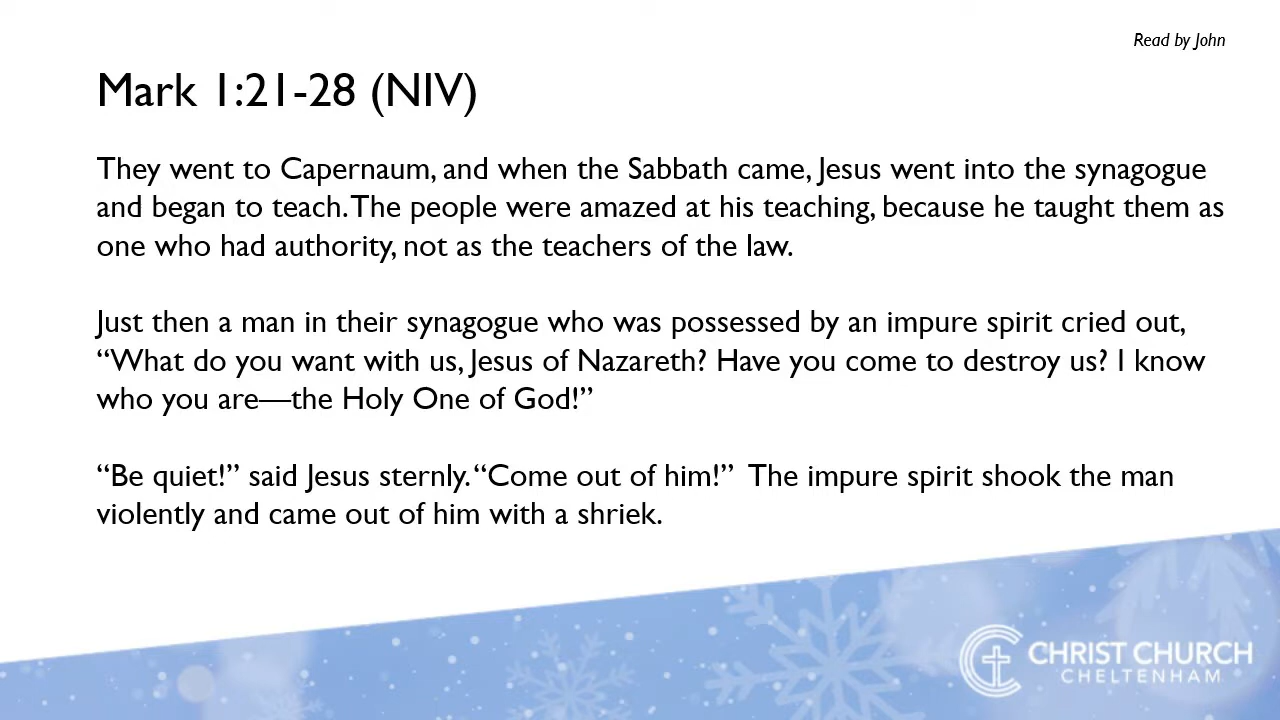 Read by John
Mark 1:21-28 (NIV)
They went to Capernaum, and when the Sabbath came, Jesus went into the synagogue
and began to teach. The people were amazed at his teaching, because he taught them as
one who had authority, not as the teachers of the law.
Just then a man in their synagogue who was possessed by an impure spirit cried out,
“What do you want with us, Jesus of Nazareth? Have you come to destroy us? I know
who you are—the Holy One of God!”
“Be quiet!” said Jesus sternly. “Come out of him!”  The impure spirit shook the man
violently and came out of him with a shriek.
CHRIST CHURCH
CHELTENHAM